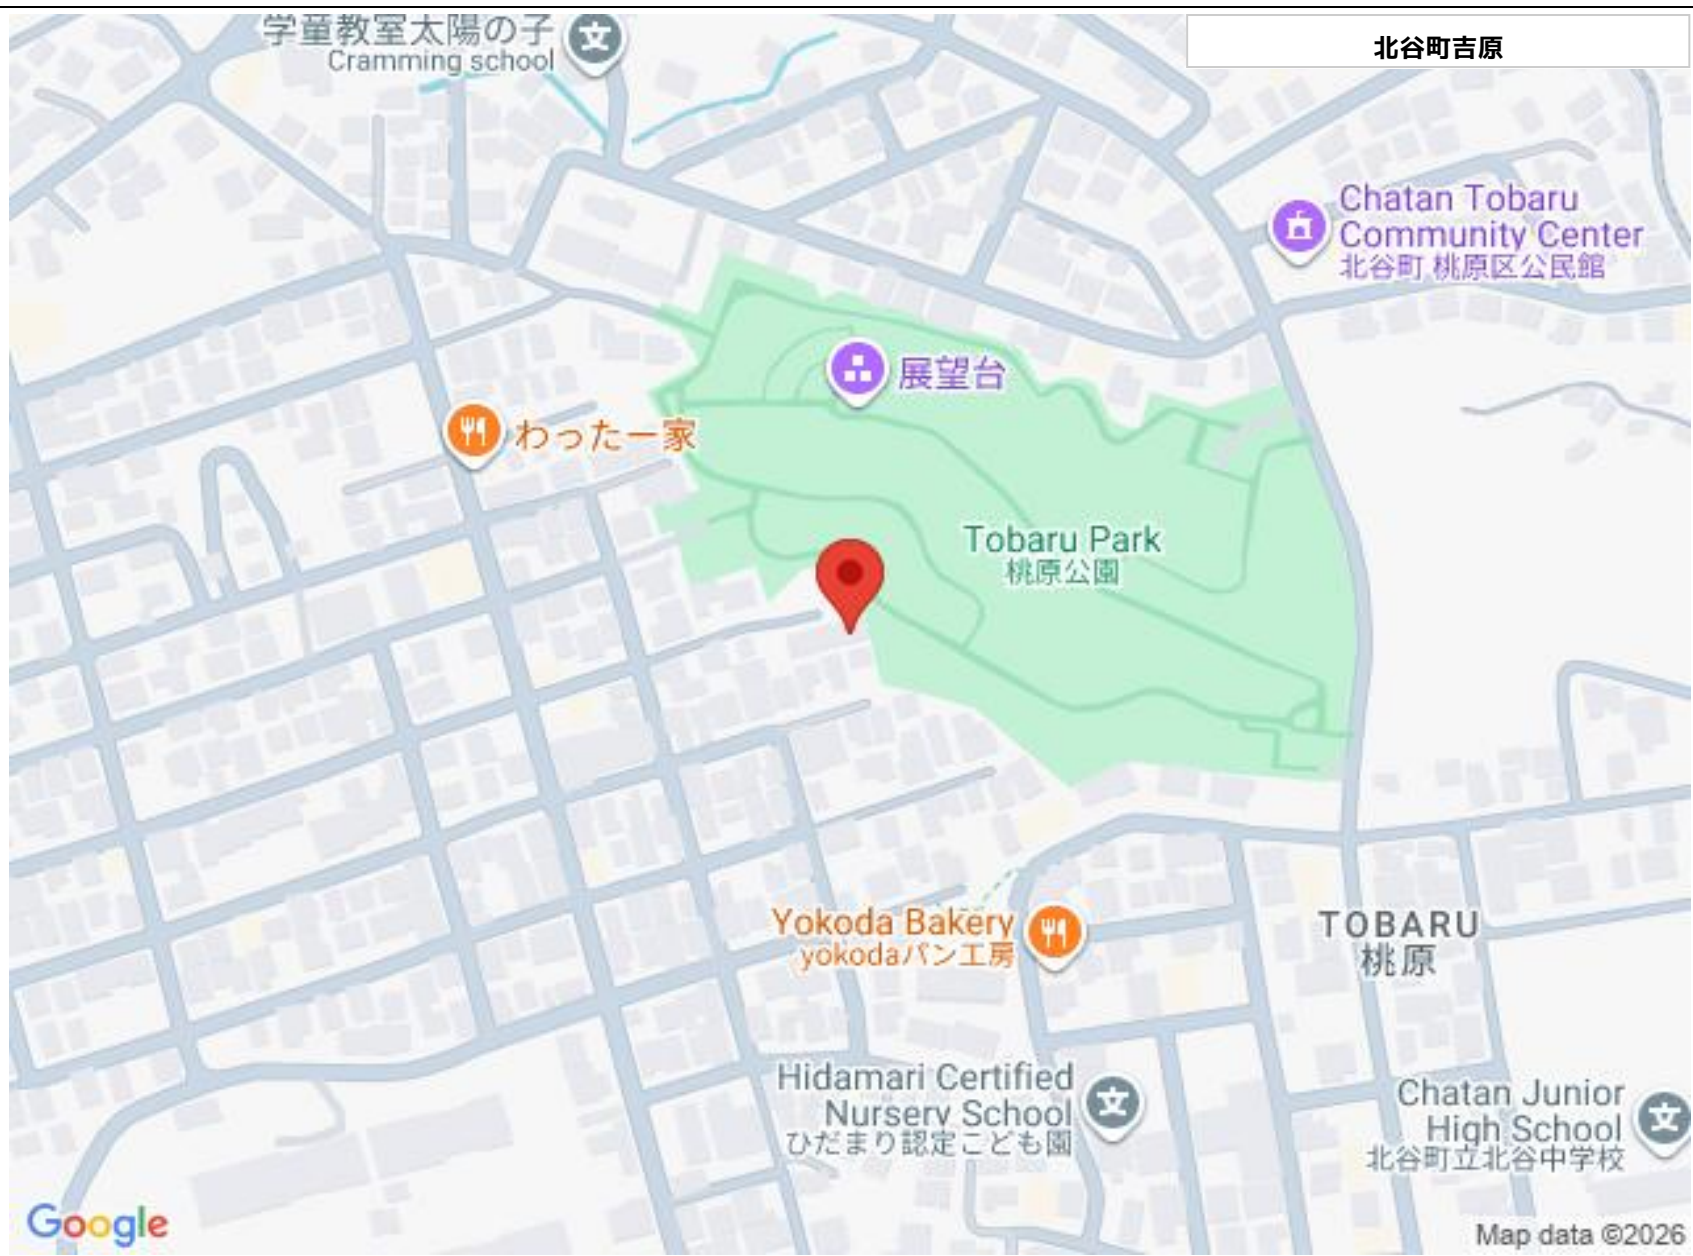 学童教室太陽の子
Cramming school
北谷町吉原
Chatan Tobaru
Community Center
北谷町 桃原区公民館
展望台
わったー家
Tobaru Park
桃原公園
Yokoda Bakery
yokodaパン工房
TOBARU
桃原
Hidamari Certified
Nursery School
ひだまり認定こども園
Chatan Junior
High School
北谷町立北谷中学校
Google
Map data ©2026